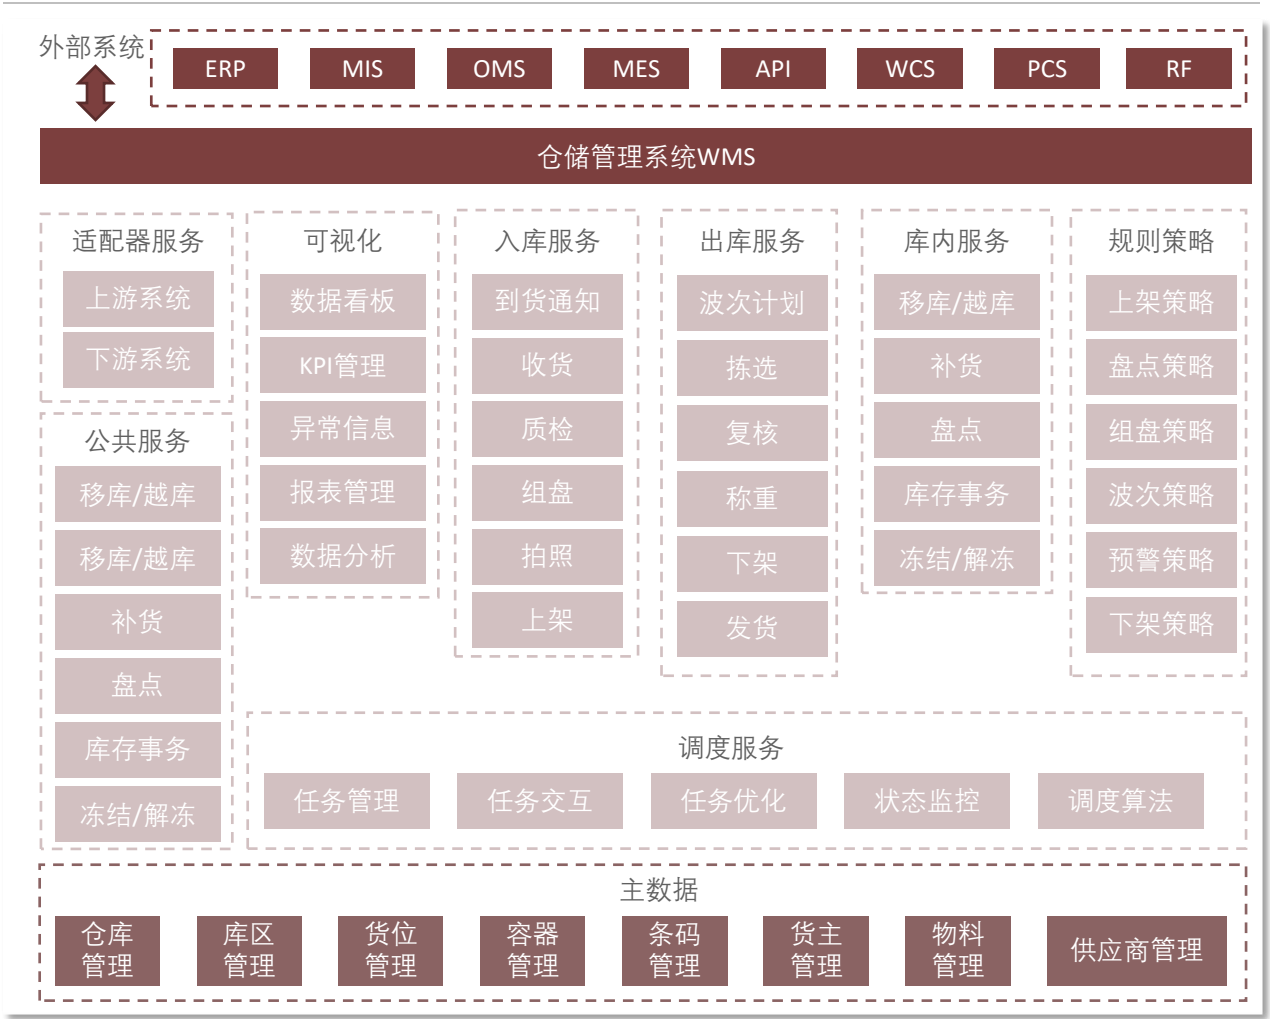 外部系统
ERP
MIS
OMS
MES
API
WCS
PCS
RF
仓储管理系统WMS
适配器服务
上游系统
下游系统
公共服务
移库/越库
移库/越库
补货
盘点
库存事务
冻结/解冻
可视化
数据看板
KPI管理
异常信息
报表管理
数据分析
入库服务
到货通知
收货
质检
组盘
拍照
上架
出库服务
波次计划
拣选
复核
称重
下架
发货
库内服务
移库/越库
补货
盘点
库存事务
冻结/解冻
规则策略
上架策略
盘点策略
组盘策略
波次策略
预警策略
下架策略
调度服务
任务管理
任务交互
任务优化
状态监控
调度算法
主数据
仓库
管理
库区
管理
货位
管理
容器
管理
条码
管理
货主
管理
物料
管理
供应商管理